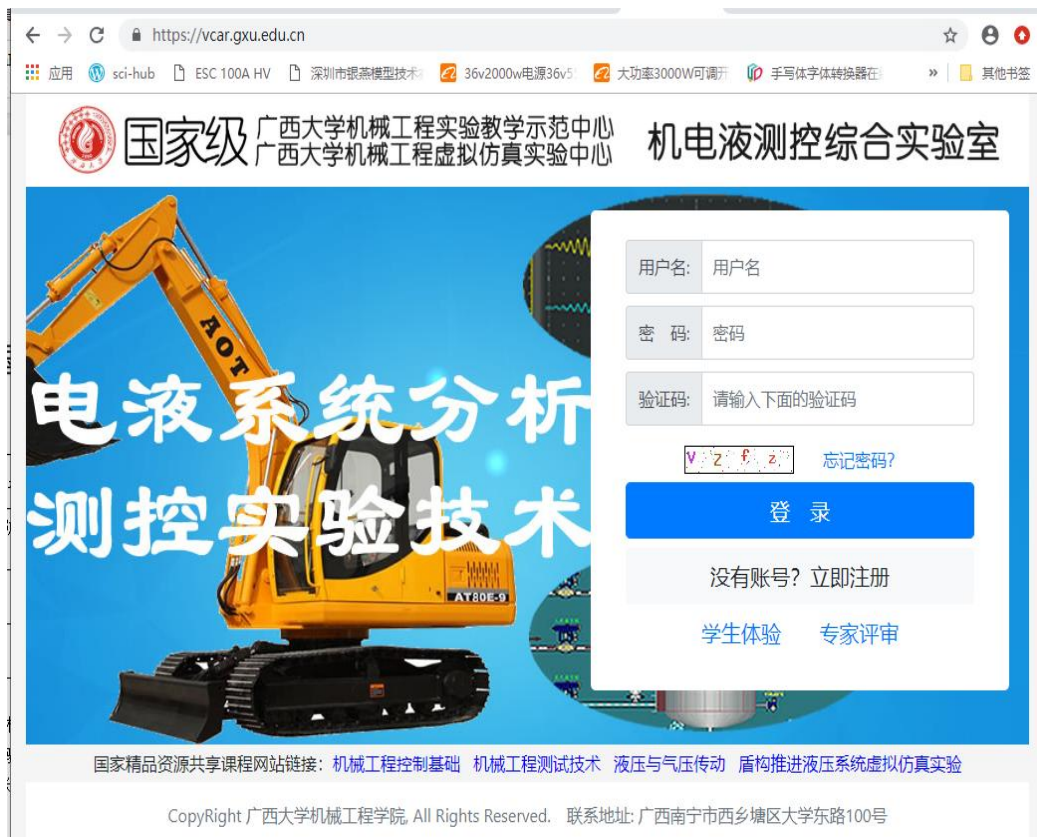 https://vcar.gxu.edu.cn
应用 sci-hub ESC 100A HV 深圳市银燕模型技术 36v2000w电源36v5 大功率3000W可调开 手写体字体转换器在 » 其他书签
国家级 广西大学机械工程实验教学示范中心
广西大学机械工程虚拟仿真实验中心
机电液测控综合实验室
AOT
电液系统分析
测控实验技术
AT80E-9
用户名: 用户名
密 码: 密码
验证码: 请输入下面的验证码
v z f z 忘记密码?
登 录
没有账号? 立即注册
学生体验 专家评审
国家精品资源共享课程网站链接: 机械工程控制基础 机械工程测试技术 液压与气压传动 盾构推进液压系统虚拟仿真实验
CopyRight 广西大学机械工程学院, All Rights Reserved. 联系地址: 广西南宁市西乡塘区大学东路100号